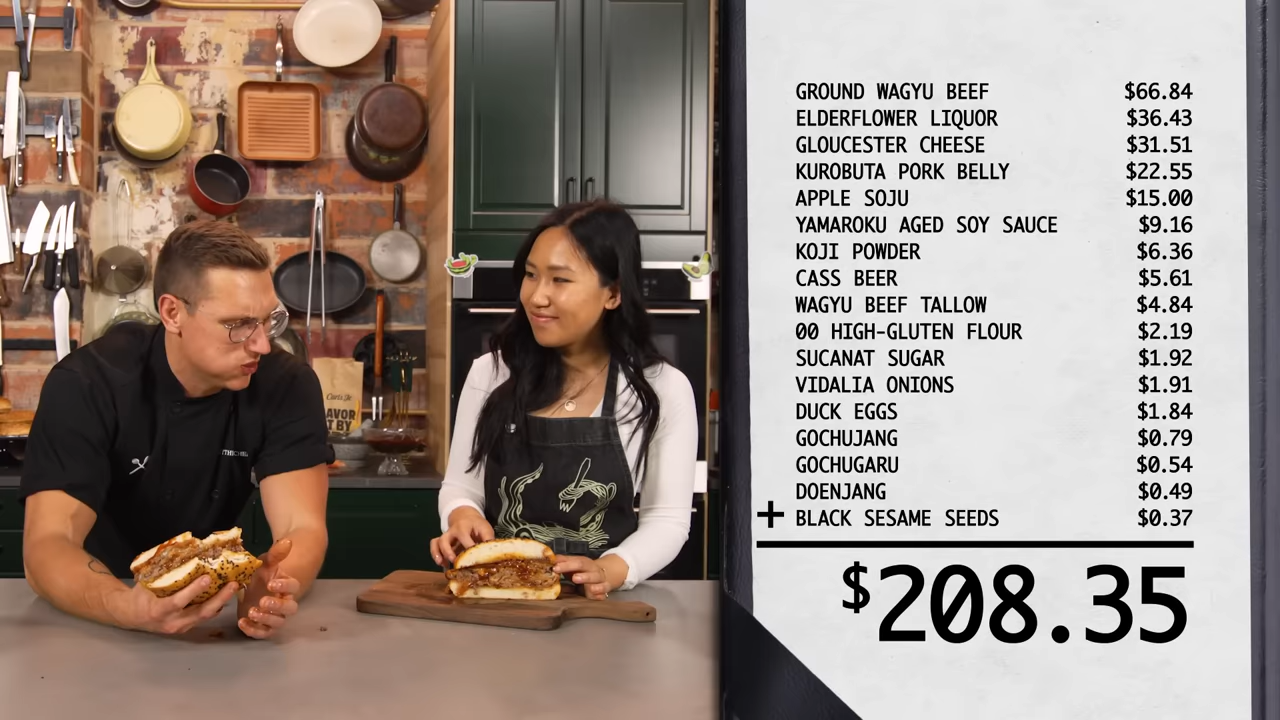 GROUND WAGYU BEEF $66.84
ELDERFLOWER LIQUOR $36.43
GLOUCESTER CHEESE $31.51
KUROBUTA PORK BELLY $22.55
APPLE SOJU $15.00
YAMAROKU AGED SOY SAUCE $9.16
KOJI POWDER $6.36
CASS BEER $5.61
WAGYU BEEF TALLOW $4.84
00 HIGH-GLUTEN FLOUR $2.19
SUCANAT SUGAR $1.92
VIDALIA ONIONS $1.91
DUCK EGGS $1.84
GOCHUJANG $0.79
GOCHUGARU $0.54
DOENJANG $0.49
+ BLACK SESAME SEEDS $0.37
$208.35